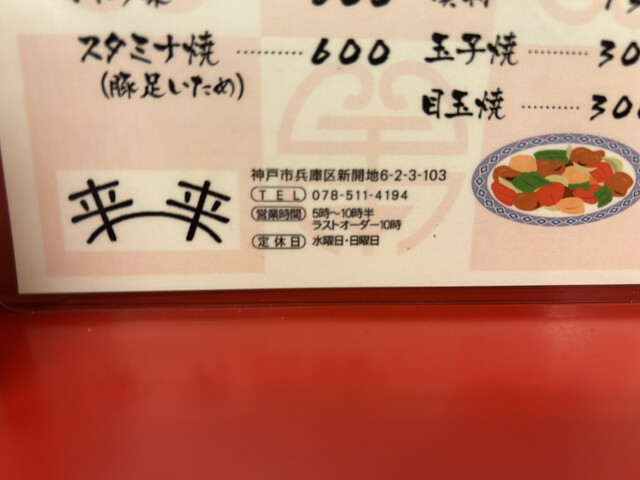 スタミナ焼 ………… 600
(豚足いため)
玉子焼 ………… 30
目玉焼 ………… 300
来来
神戸市兵庫区新開地6-2-3-103
TEL 078-511-4194
営業時間 5時〜10時半
ラストオーダー10時
定休日 水曜日・日曜日